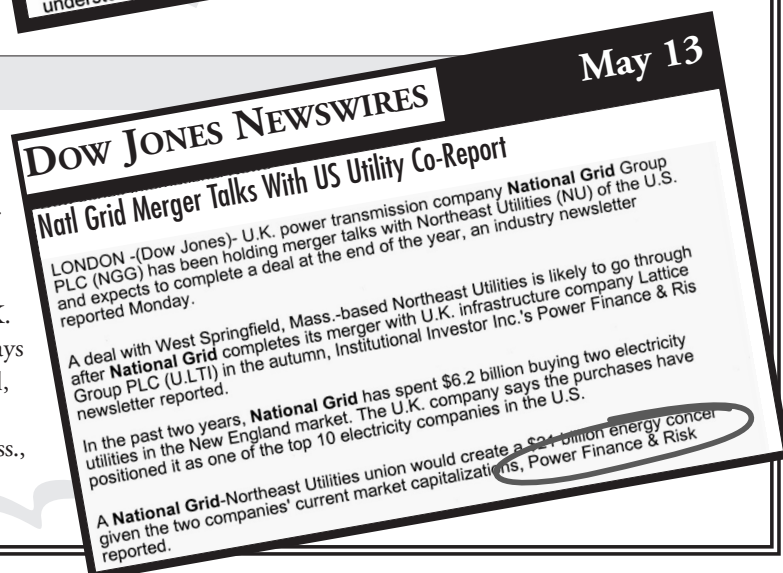 underst
May 13
DOW JONES NEWSWIRES
Natl Grid Merger Talks With US Utility Co-Report
LONDON -(Dow Jones)- U.K. power transmission company National Grid Group
PLC (NGG) has been holding merger talks with Northeast Utilities (NU) of the U.S.
and expects to complete a deal at the end of the year, an industry newsletter
reported Monday.
A deal with West Springfield, Mass.-based Northeast Utilities is likely to go through
after National Grid completes its merger with U.K. infrastructure company Lattice
Group PLC (U.LTI) in the autumn, Institutional Investor Inc.'s Power Finance & Ris
newsletter reported.
In the past two years, National Grid has spent $6.2 billion buying two electricity
utilities in the New England market. The U.K. company says the purchases have
positioned it as one of the top 10 electricity companies in the U.S.
A National Grid-Northeast Utilities union would create a $21 billion energy concer
given the two companies' current market capitalizations, Power Finance & Risk
reported.
ays
ss.,